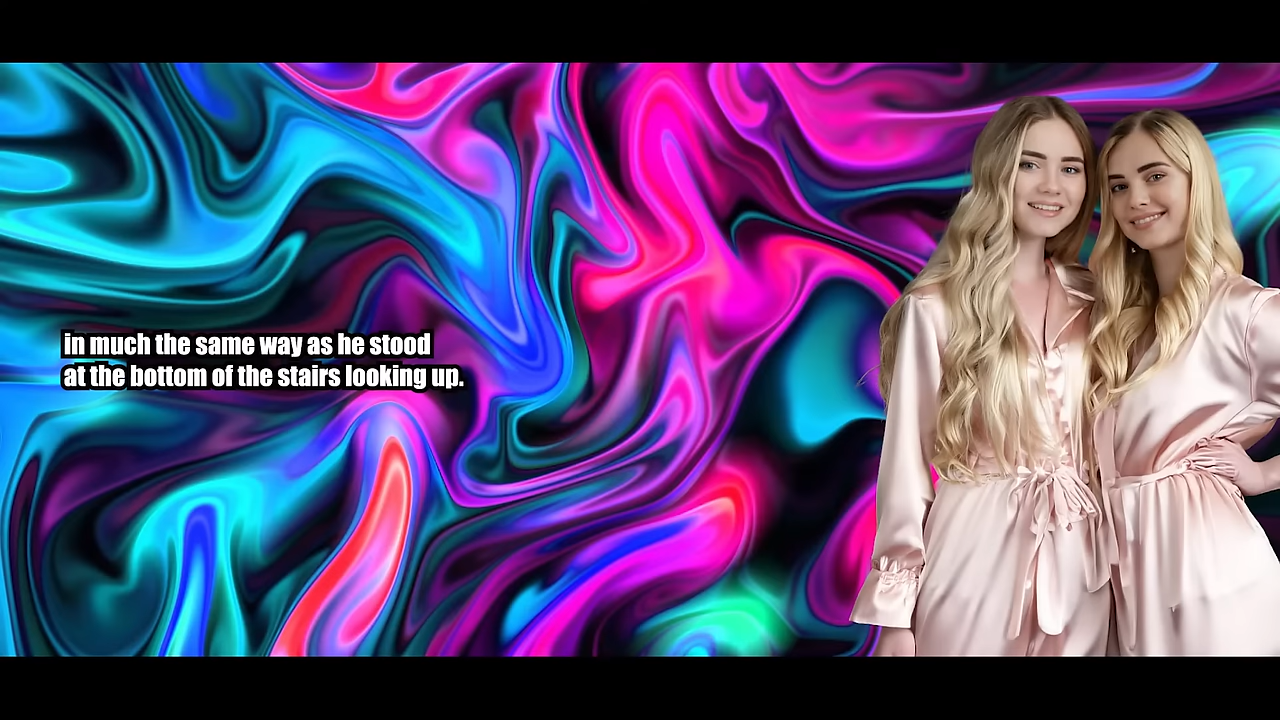 in much the same way as he stood
at the bottom of the stairs looking up.